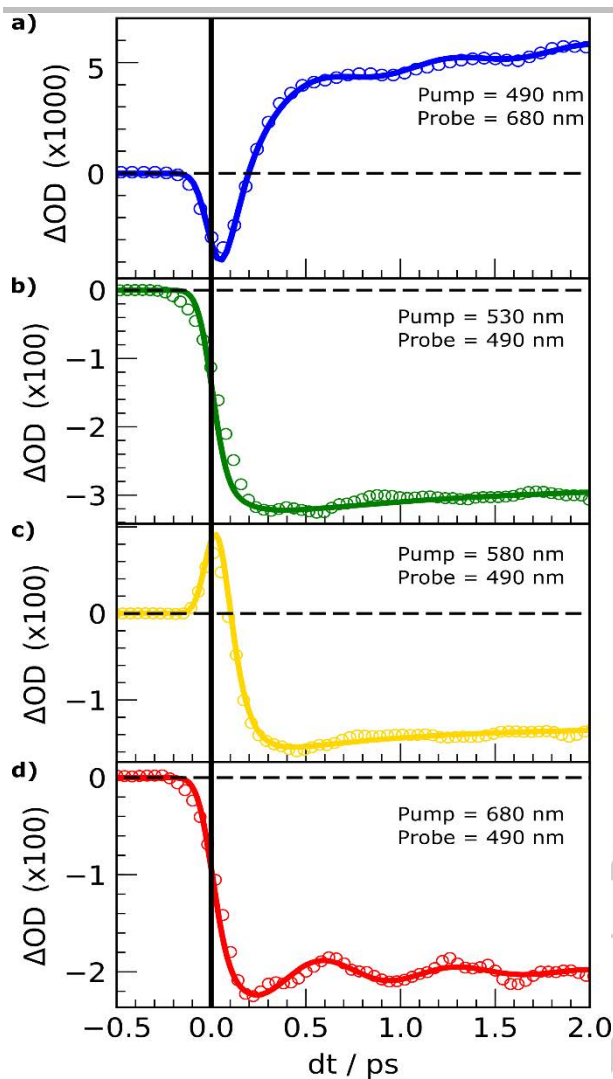 a)
ΔOD (x1000)
5
0
Pump = 490 nm
Probe = 680 nm
b)
ΔOD (x100)
0
−1
−2
−3
Pump = 530 nm
Probe = 490 nm
c)
ΔOD (x100)
0
−1
Pump = 580 nm
Probe = 490 nm
d)
ΔOD (x100)
0
−1
−2
Pump = 680 nm
Probe = 490 nm
−0.5 0.0 0.5 1.0 1.5 2.0
dt / ps